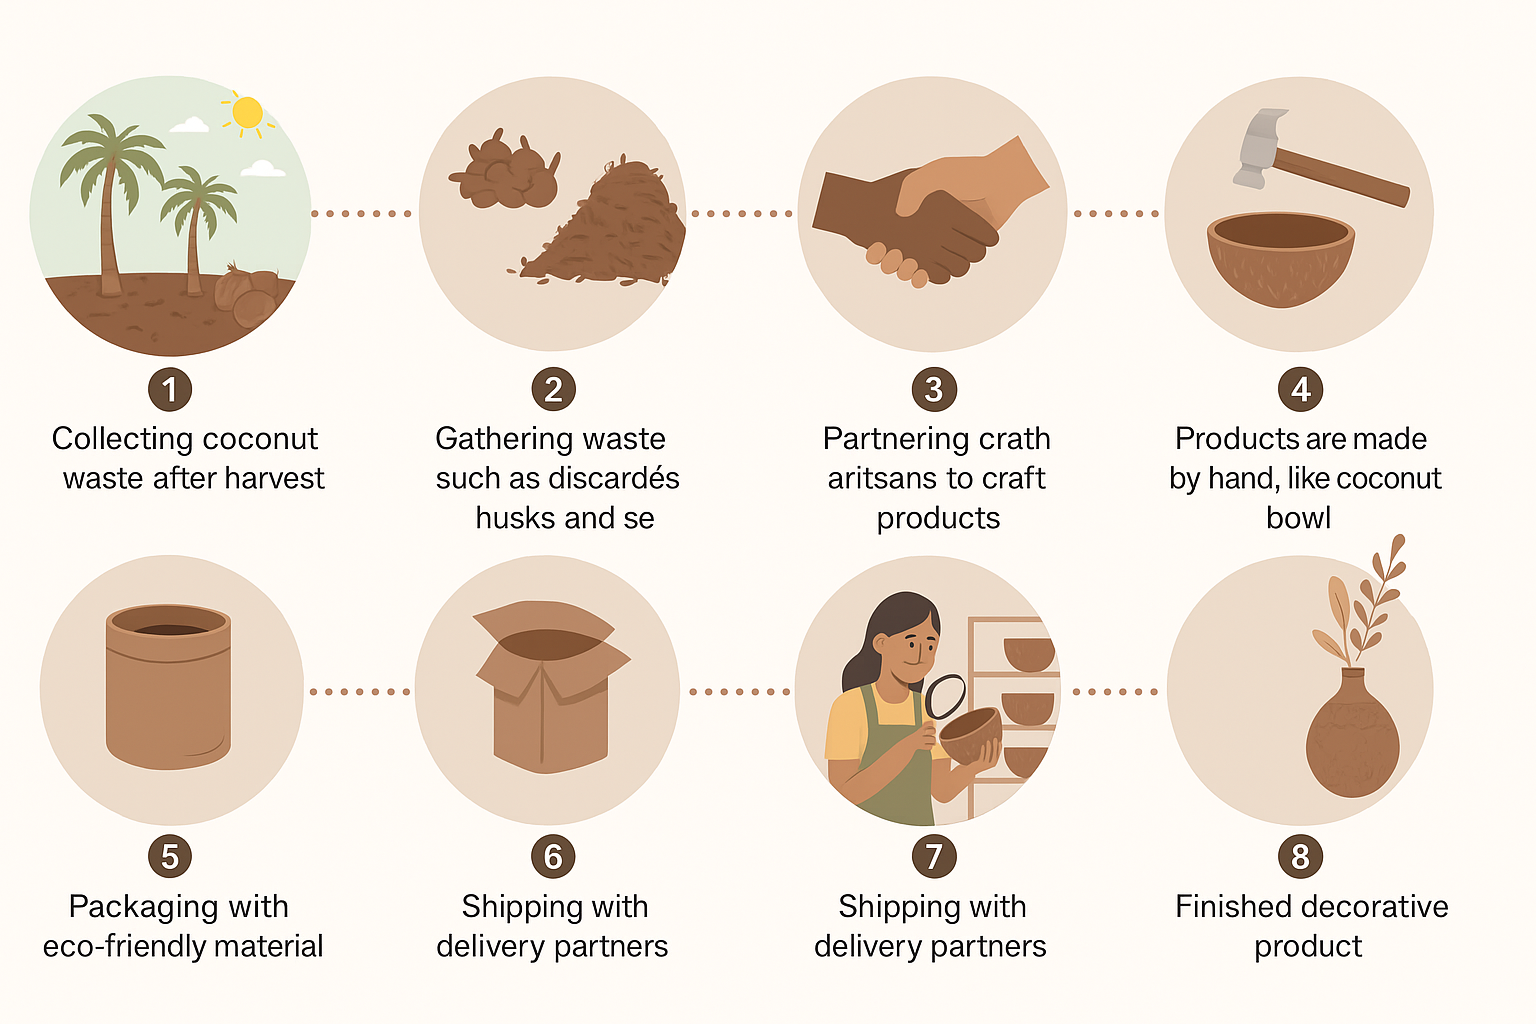 1
Collecting coconut
waste after harvest
2
Gathering waste
such as discardés
husks and se
3
Partnering crath
aritsans to craft
products
4
Products are made
by hand, like coconut
bowl
5
Packaging with
eco-friendly material
6
Shipping with
delivery partners
7
Shipping with
delivery partners
8
Finished decorative
product